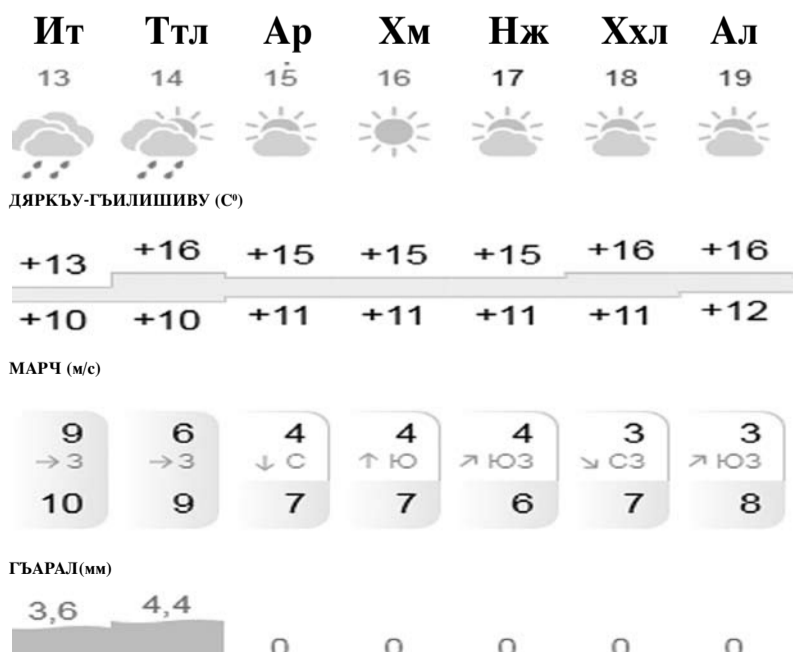 Ит Ттл Ар Хм Нж Ххл Ал
13 14 15 16 17 18 19
ДЯРКЪУ-ГЪИЛИШИВУ (С⁰)
+13 +16 +15 +15 +15 +16 +16
+10 +10 +11 +11 +11 +11 +12
МАРЧ (м/с)
9 6 4 4 4 3 3
→ З → З ↓ С ↑ Ю ↗ ЮЗ ↘ СЗ ↗ ЮЗ
10 9 7 7 6 7 8
ГЪАРАЛ(мм)
3,6 4,4 0 0 0 0 0